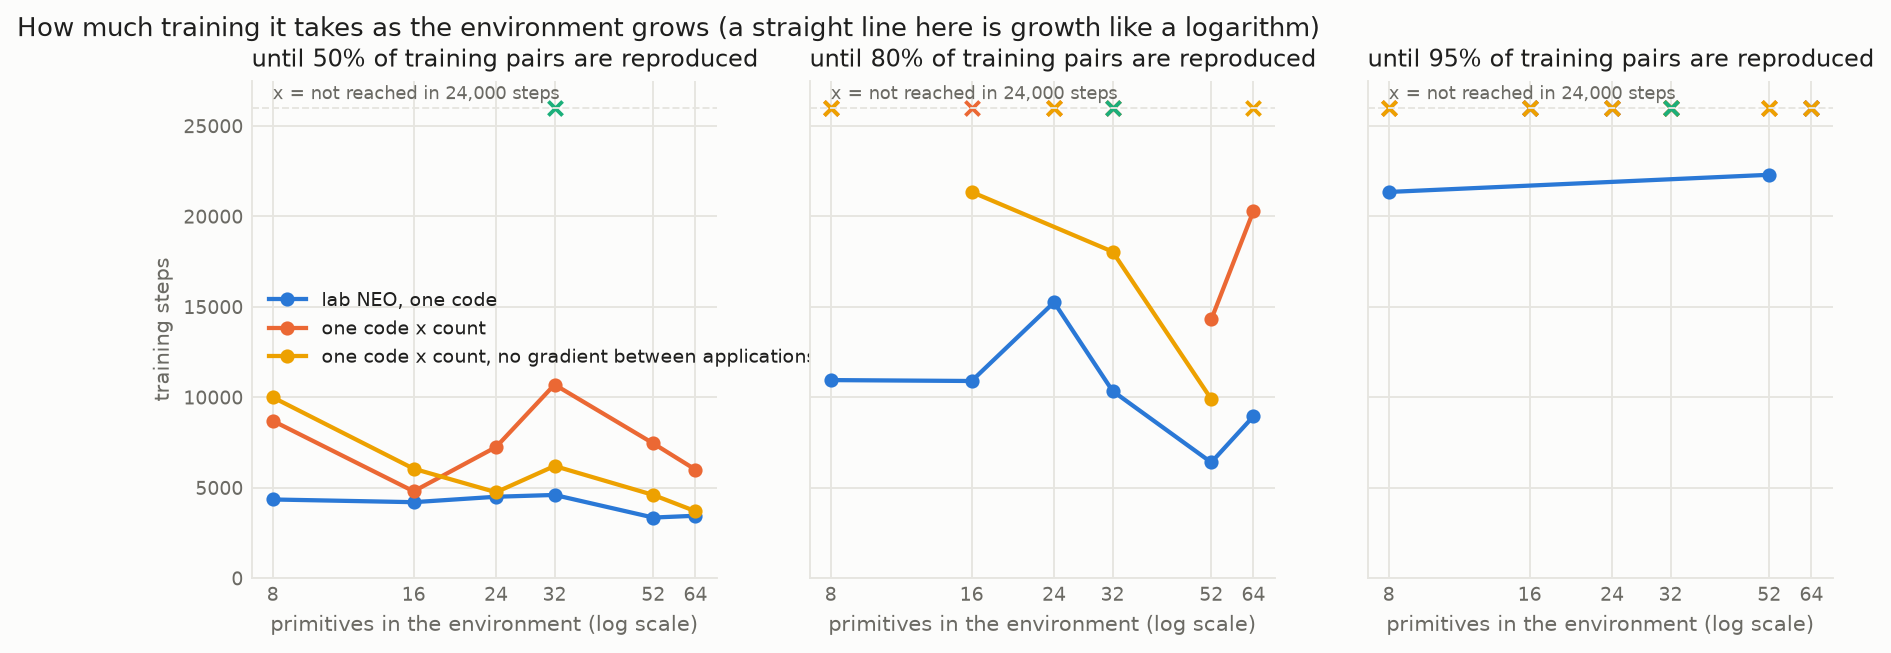 How much training it takes as the environment grows (a straight line here is growth like a logarithm)
until 50% of training pairs are reproduced
until 80% of training pairs are reproduced
until 95% of training pairs are reproduced
x = not reached in 24,000 steps
x = not reached in 24,000 steps
x = not reached in 24,000 steps
25000
20000
15000
10000
5000
0
training steps
lab NEO, one code
one code x count
one code x count, no gradient between applications
8 16 24 32 52 64
8 16 24 32 52 64
8 16 24 32 52 64
primitives in the environment (log scale)
primitives in the environment (log scale)
primitives in the environment (log scale)